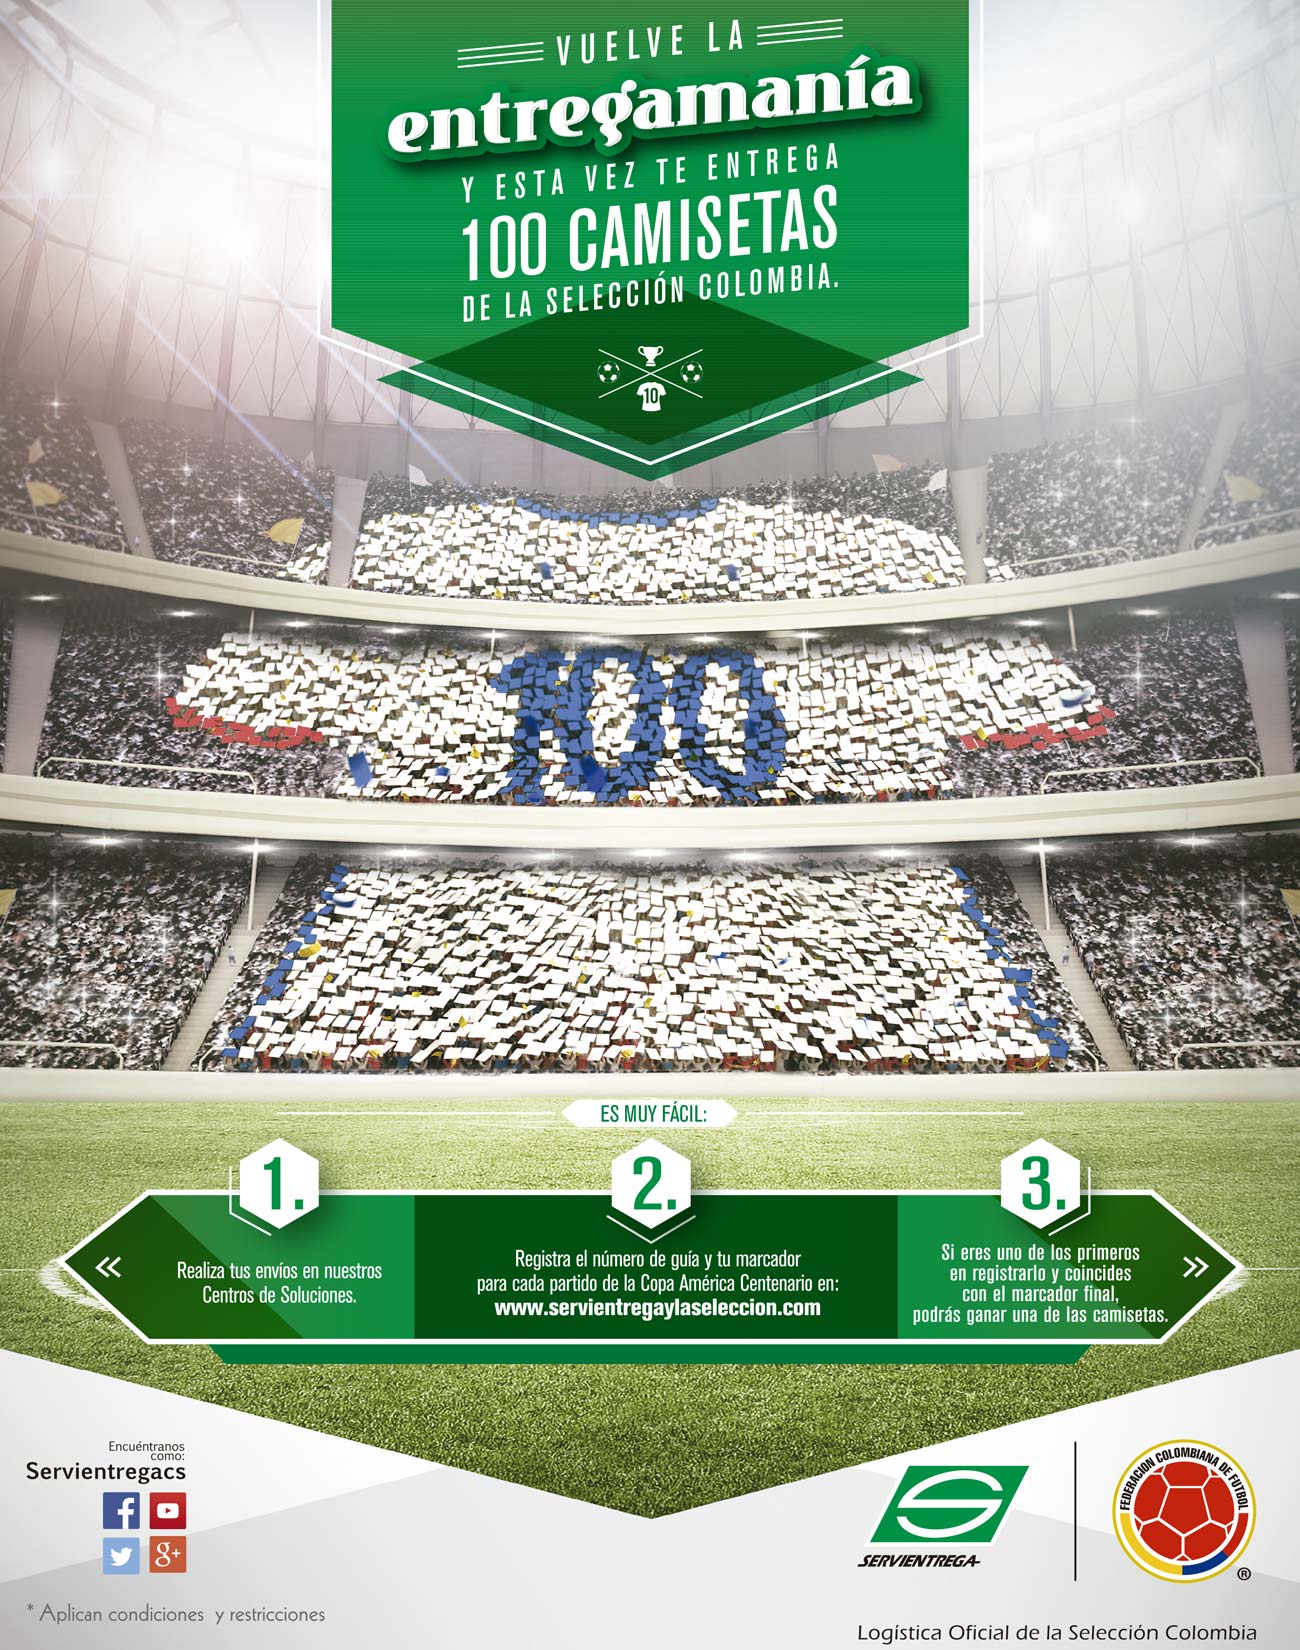 VUELVE LA
entregamanía
Y ESTA VEZ TE ENTREGA
100 CAMISETAS
DE LA SELECCIÓN COLOMBIA.
10
100
ES MUY FÁCIL:
1.
Realiza tus envíos en nuestros
Centros de Soluciones.
2.
Registra el número de guía y tu marcador
para cada partido de la Copa América Centenario en:
www.servientregaylaseleccion.com
3.
Si eres uno de los primeros
en registrarlo y coincides
con el marcador final,
podrás ganar una de las camisetas.
Encuéntranos
como:
Servientregacs
f
g+
* Aplican condiciones y restricciones
SERVIENTREGA
FEDERACION COLOMBIANA DE FUTBOL
®
Logística Oficial de la Selección Colombia